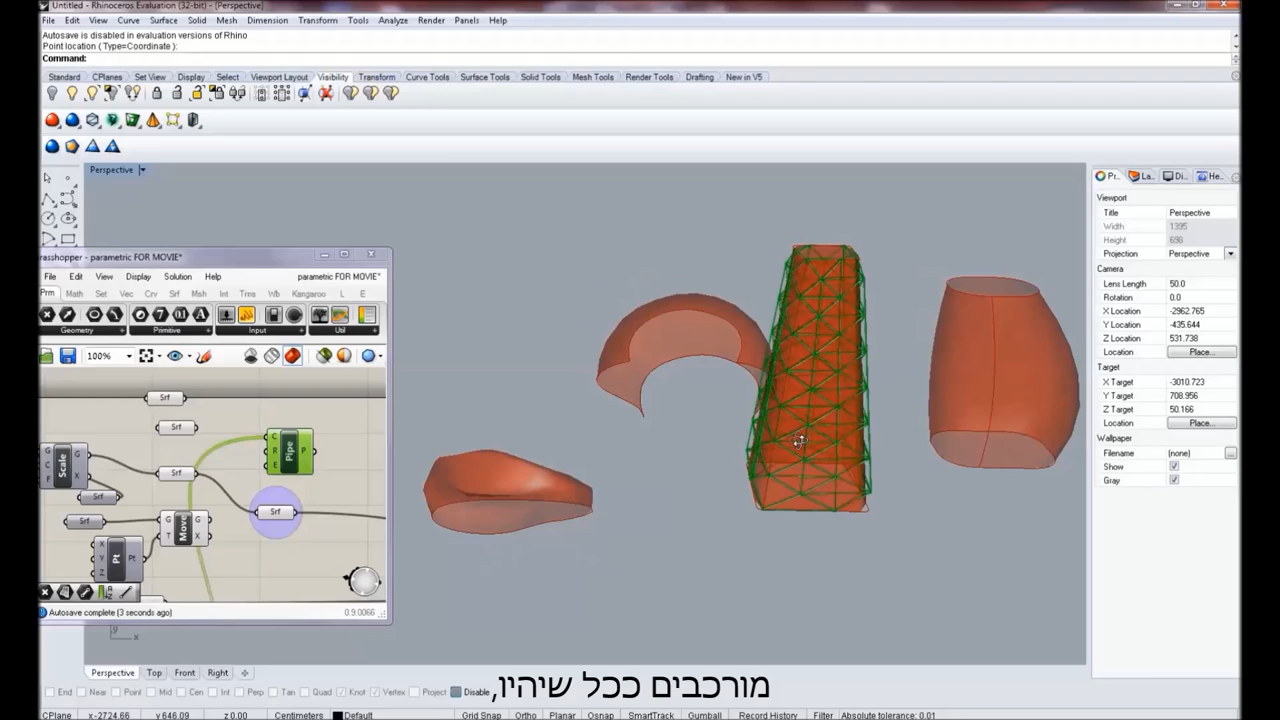 Untitled - Rhinoceros Evaluation (32-bit) - [Perspective]
File Edit View Curve Surface Solid Mesh Dimension Transform Tools Analyze Render Panels Help
Autosave is disabled in evaluation versions of Rhino
Point location ( Type=Coordinate ):
Command:
Standard CPlanes Set View Display Select Viewport Layout Visibility Transform Curve Tools Surface Tools Solid Tools Mesh Tools Render Tools Drafting New in V5
Perspective
rasshopper - parametric FOR MOVIE*
File Edit View Display Solution Help parametric FOR MOVIE*
Prm Math Set Vec Crv Srf Msh Int Kangaroo L E
Geometry Primitive Input Util
100%
Srf
Srf
C
R Pipe P
E
G
C Scale G
F X
Srf
Srf
Srf
Srf
G Move G
T X
X
Y Pt Pt
Z
Autosave complete (3 seconds ago) 0.9.0066
y x
Pr... La... Di... He...
Viewport
Title Perspective
Width 1395
Height 698
Projection Perspective
Camera
Lens Length 50.0
Rotation 0.0
X Location -2962.765
Y Location -435.644
Z Location 531.738
Location Place...
Target
X Target -3010.723
Y Target 708.956
Z Target 50.166
Location Place...
Wallpaper
Filename (none) ...
Show
Gray
Perspective Top Front Right
מורכבים ככל שיהיו,
End Near Point Mid Cen Int Perp Tan Quad Knot Vertex Project Disable
CPlane x -2724.66 y 646.09 z 0.00 Centimeters Default Grid Snap Ortho Planar Osnap SmartTrack Gumball Record History Filter Absolute tolerance: 0.01